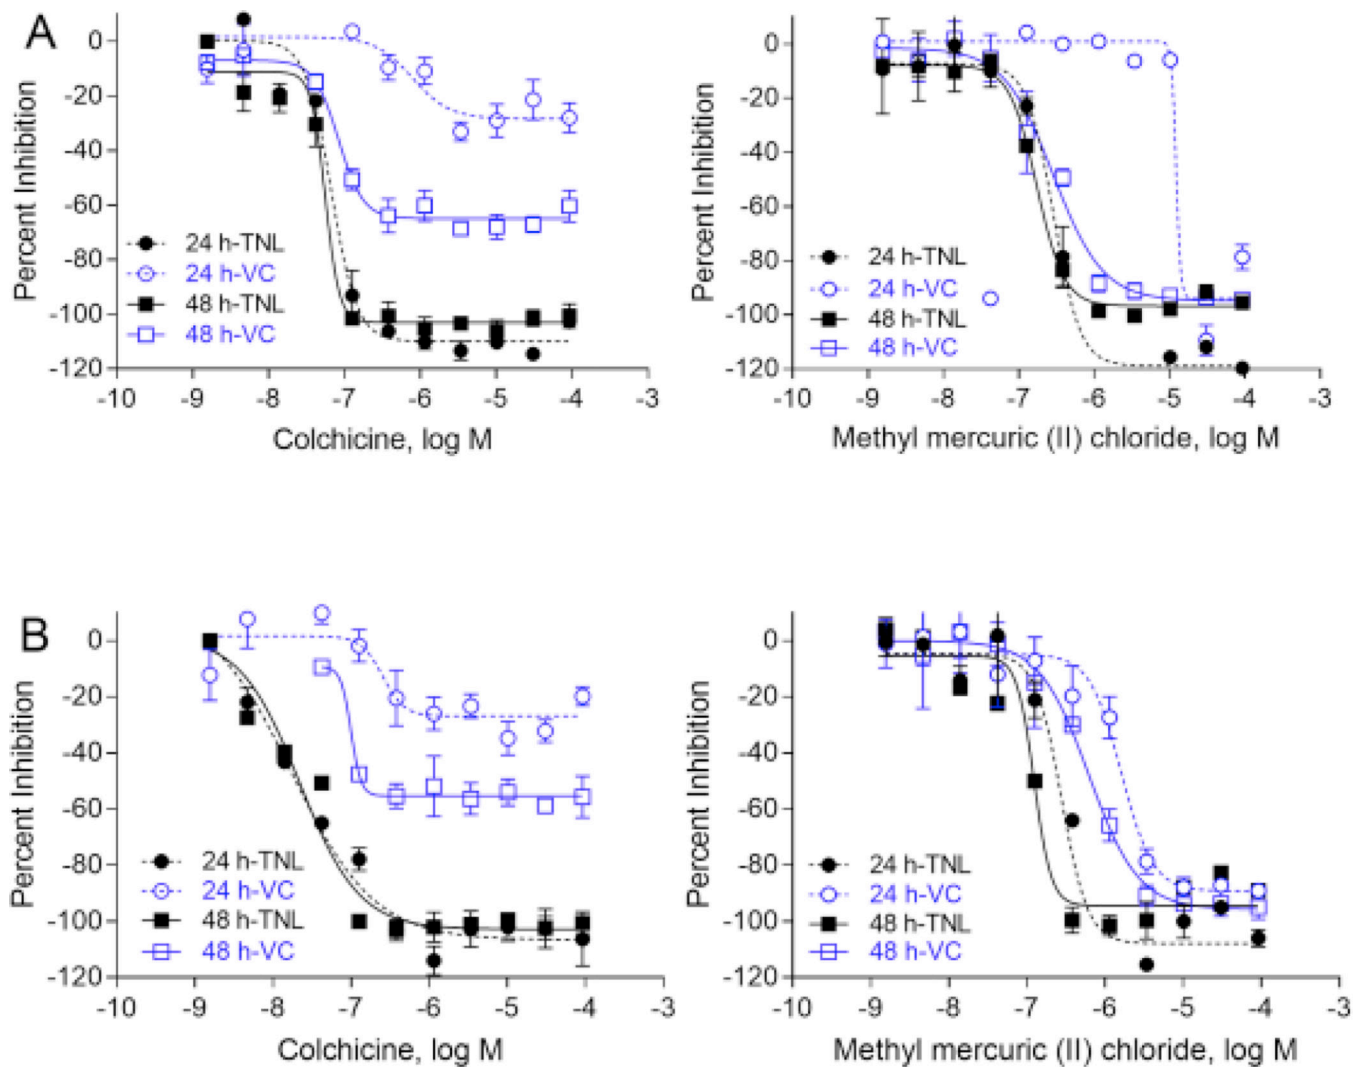 A
Percent Inhibition
0
-20
-40
-60
-80
-100
-120
24 h-TNL
24 h-VC
48 h-TNL
48 h-VC
-10 -9 -8 -7 -6 -5 -4 -3
Colchicine, log M
Percent Inhibition
0
-20
-40
-60
-80
-100
-120
24 h-TNL
24 h-VC
48 h-TNL
48 h-VC
-10 -9 -8 -7 -6 -5 -4 -3
Methyl mercuric (II) chloride, log M
B
Percent Inhibition
0
-20
-40
-60
-80
-100
-120
24 h-TNL
24 h-VC
48 h-TNL
48 h-VC
-10 -9 -8 -7 -6 -5 -4 -3
Colchicine, log M
Percent Inhibition
0
-20
-40
-60
-80
-100
-120
24 h-TNL
24 h-VC
48 h-TNL
48 h-VC
-10 -9 -8 -7 -6 -5 -4 -3
Methyl mercuric (II) chloride, log M